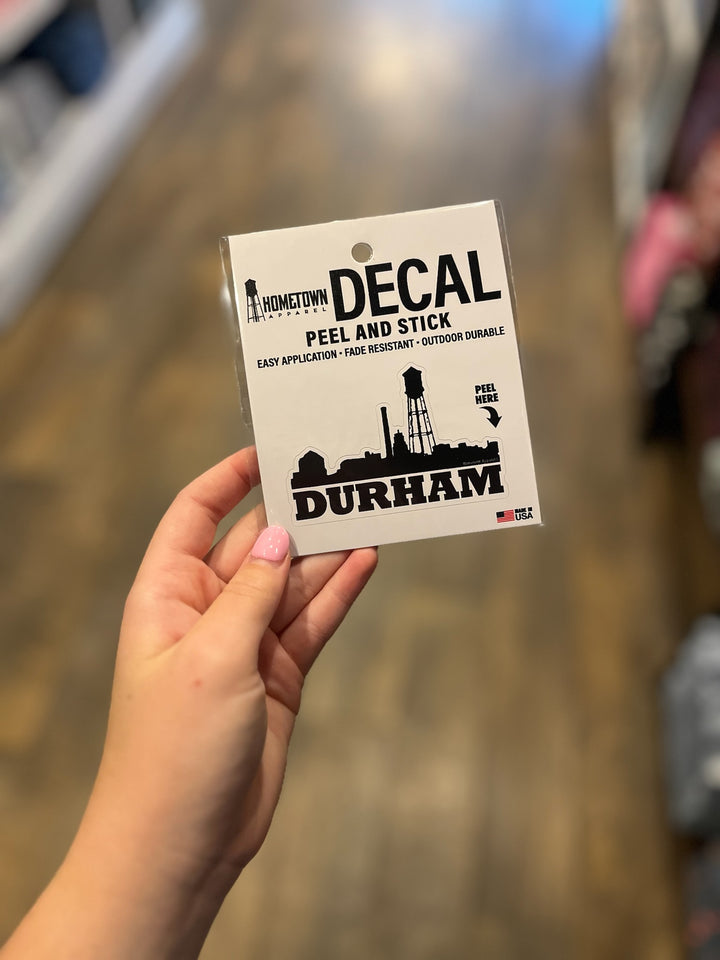 HOMETOWN
APPAREL
DECAL
PEEL AND STICK
EASY APPLICATION • FADE RESISTANT • OUTDOOR DURABLE
PEEL
HERE
DURHAM
MADE IN
USA